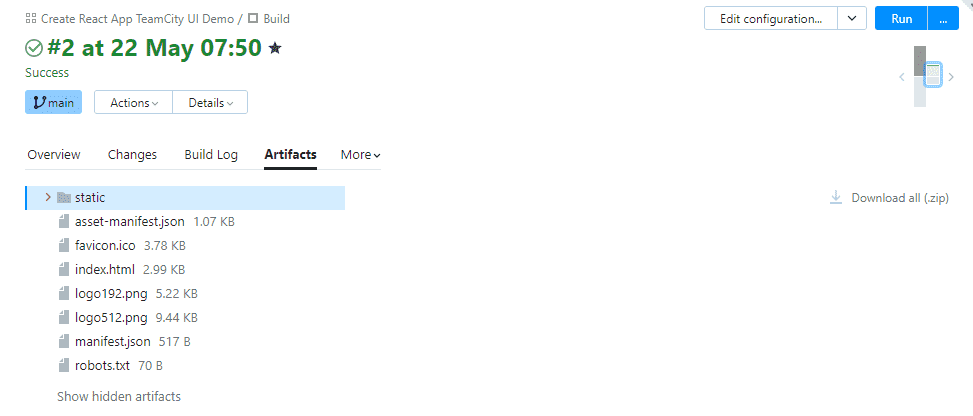 Create React App TeamCity UI Demo / Build
Edit configuration... Run ...
#2 at 22 May 07:50
Success
main Actions Details
Overview Changes Build Log Artifacts More
static Download all (.zip)
asset-manifest.json 1.07 KB
favicon.ico 3.78 KB
index.html 2.99 KB
logo192.png 5.22 KB
logo512.png 9.44 KB
manifest.json 517 B
robots.txt 70 B
Show hidden artifacts